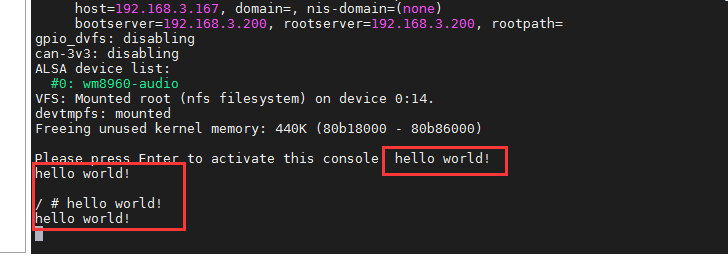 host=192.168.3.167, domain=, nis-domain=(none)
bootserver=192.168.3.200, rootserver=192.168.3.200, rootpath=
gpio_dvfs: disabling
can-3v3: disabling
ALSA device list:
#0: wm8960-audio
VFS: Mounted root (nfs filesystem) on device 0:14.
devtmpfs: mounted
Freeing unused kernel memory: 440K (80b18000 - 80b86000)
Please press Enter to activate this console. hello world!
hello world!
/ # hello world!
hello world!